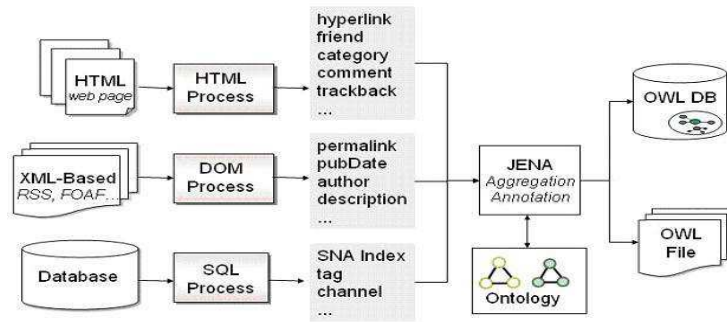 HTML
web page
HTML
Process
hyperlink
friend
category
comment
trackback
...
XML-Based
RSS, FOAF...
DOM
Process
permalink
pubDate
author
description
...
Database
SQL
Process
SNA Index
tag
channel
...
JENA
Aggregation
Annotation
Ontology
OWL DB
OWL
File